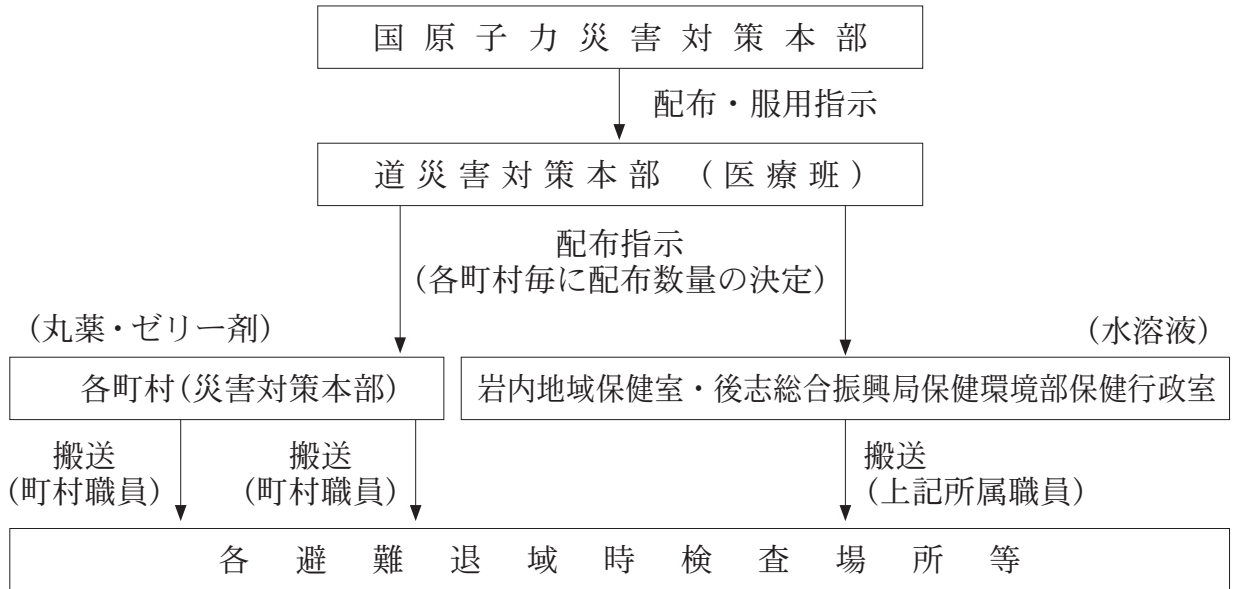 国原子力災害対策本部
配布・服用指示
道災害対策本部(医療班)
配布指示
(各町村毎に配布数量の決定)
(丸薬・ゼリー剤)
(水溶液)
各町村(災害対策本部)
岩内地域保健室・後志総合振興局保健環境部保健行政室
搬送
(町村職員)
搬送
(町村職員)
搬送
(上記所属職員)
各避難退域時検査場所等